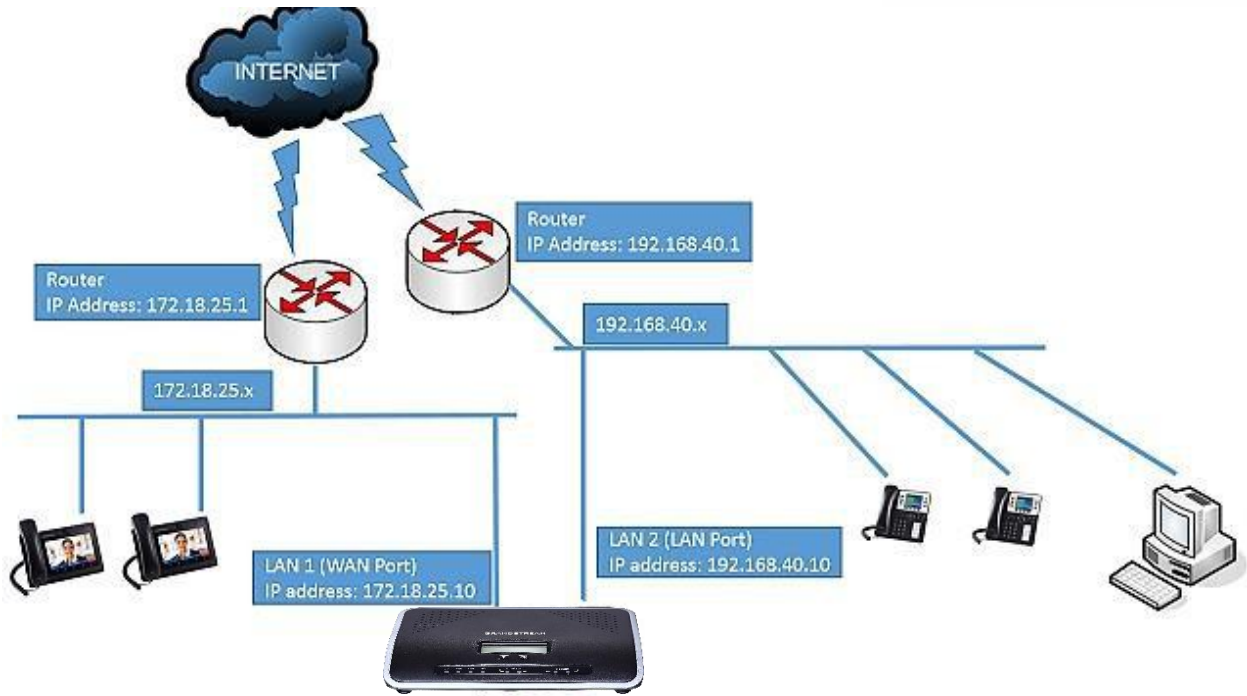 INTERNET
Router
IP Address: 192.168.40.1
Router
IP Address: 172.18.25.1
192.168.40.x
172.18.25.x
LAN 1 (WAN Port)
IP address: 172.18.25.10
LAN 2 (LAN Port)
IP address: 192.168.40.10
GRANDSTREAM